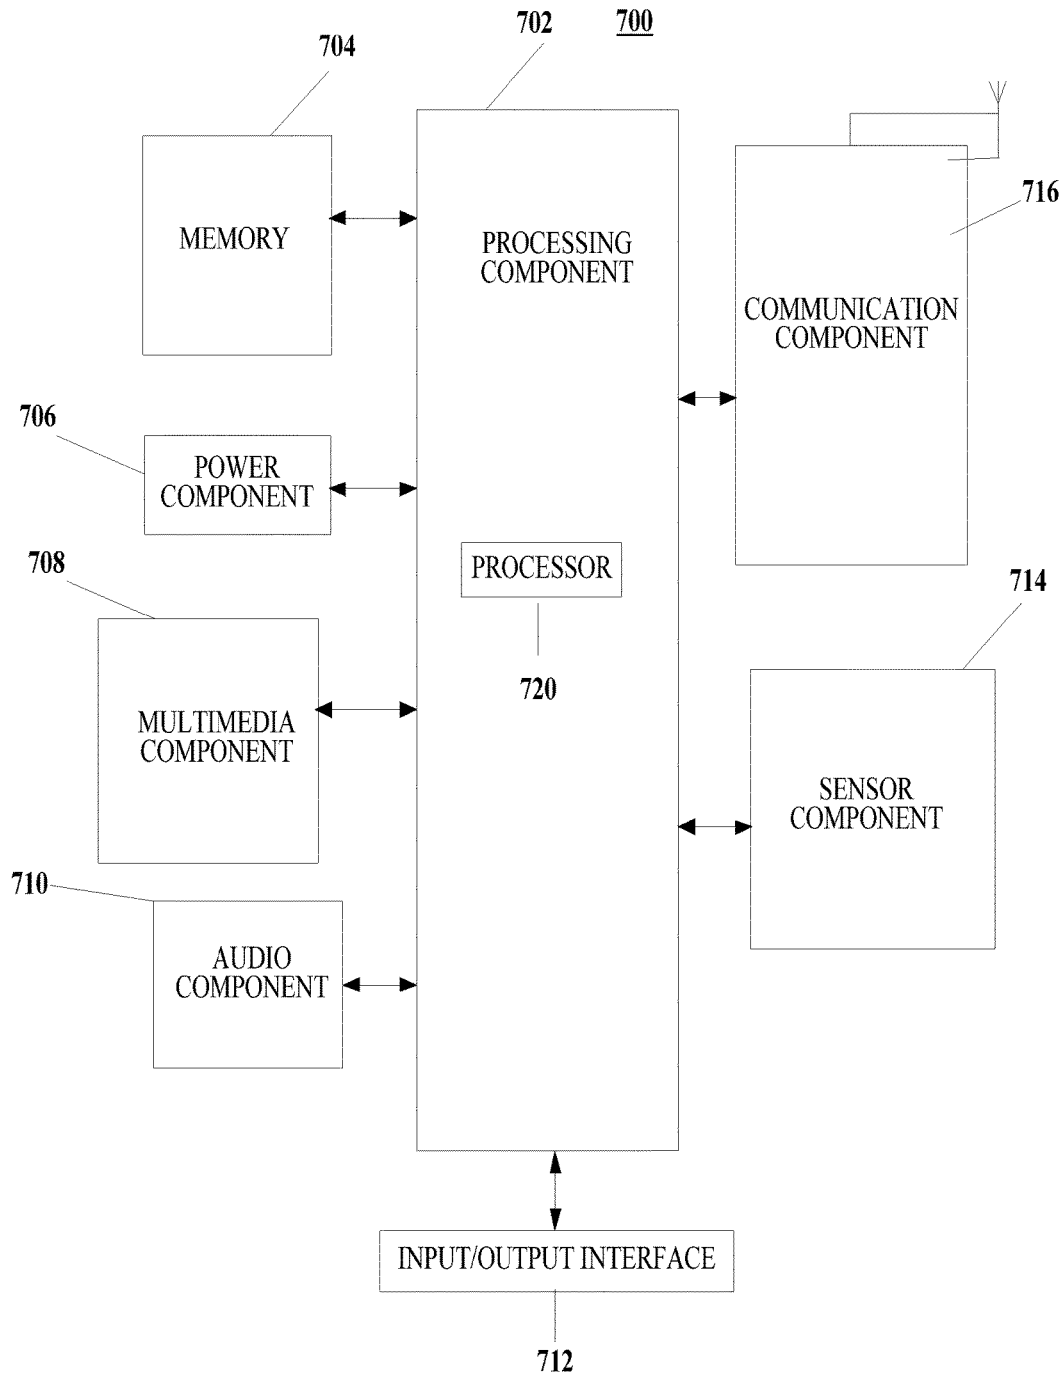 702
700
704
MEMORY
PROCESSING
COMPONENT
716
COMMUNICATION
COMPONENT
706
POWER
COMPONENT
PROCESSOR
720
708
MULTIMEDIA
COMPONENT
714
SENSOR
COMPONENT
710
AUDIO
COMPONENT
INPUT/OUTPUT INTERFACE
712